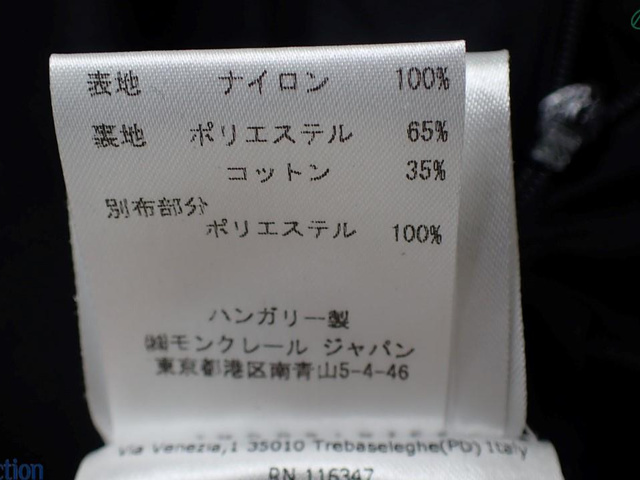 表地 ナイロン 100%
裏地 ポリエステル 65%
コットン 35%
別布部分
ポリエステル 100%
ハンガリー製
㈱モンクレール ジャパン
東京都港区南青山5-4-46
Via Venezia,1 35010 Trebaseleghe(PD) Italy
RN 116347
ction